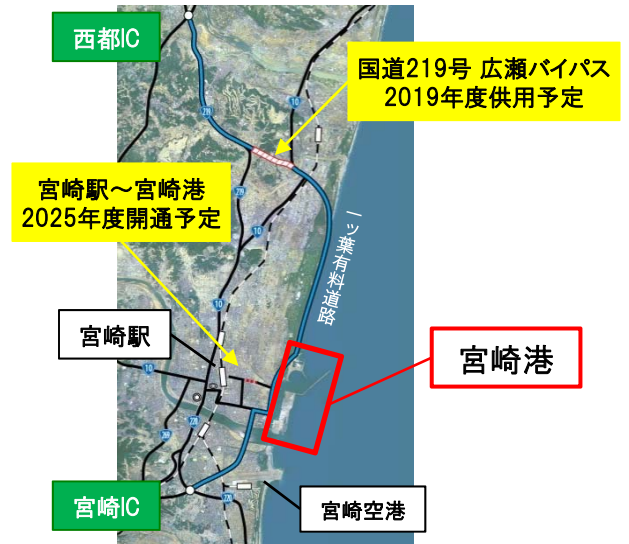 西都IC
国道219号 広瀬バイパス
2019年度供用予定
10
219
宮崎駅～宮崎港
2025年度開通予定
219
10
一ッ葉有料道路
10
宮崎駅
宮崎港
10
220
269
宮崎IC
220
宮崎空港